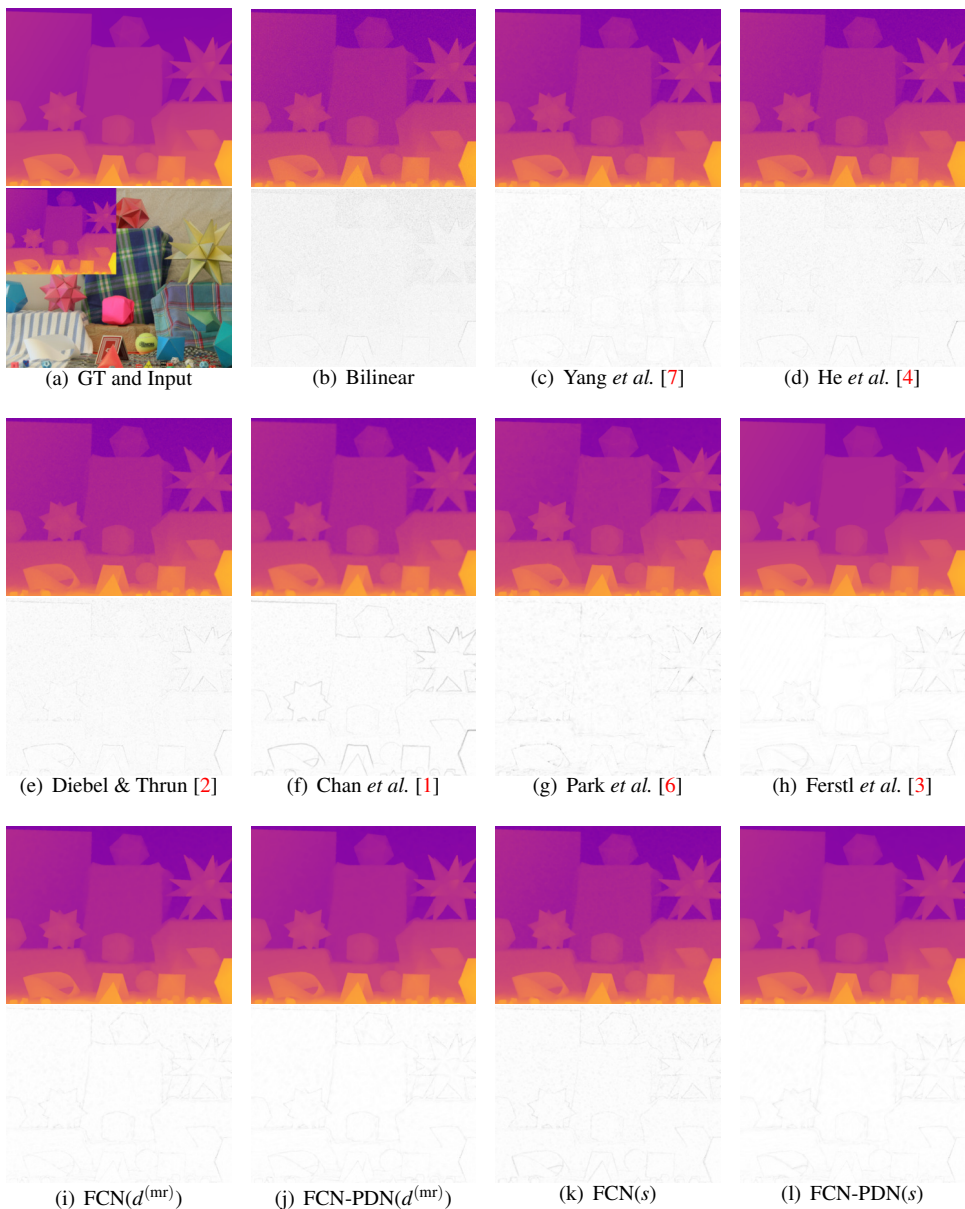 (a) GT and Input
(b) Bilinear
(c) Yang et al. [7]
(d) He et al. [4]
(e) Diebel & Thrun [2]
(f) Chan et al. [1]
(g) Park et al. [6]
(h) Ferstl et al. [3]
(i) FCN(d^(mr))
(j) FCN-PDN(d^(mr))
(k) FCN(s)
(l) FCN-PDN(s)